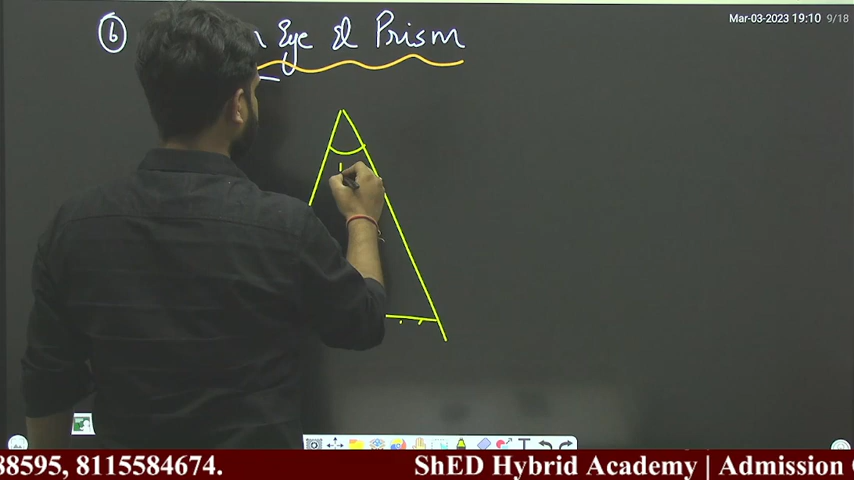 Mar-03-2023 19:10 9/18
6 Eye & Prism
88595, 8115584674. ShED Hybrid Academy | Admission